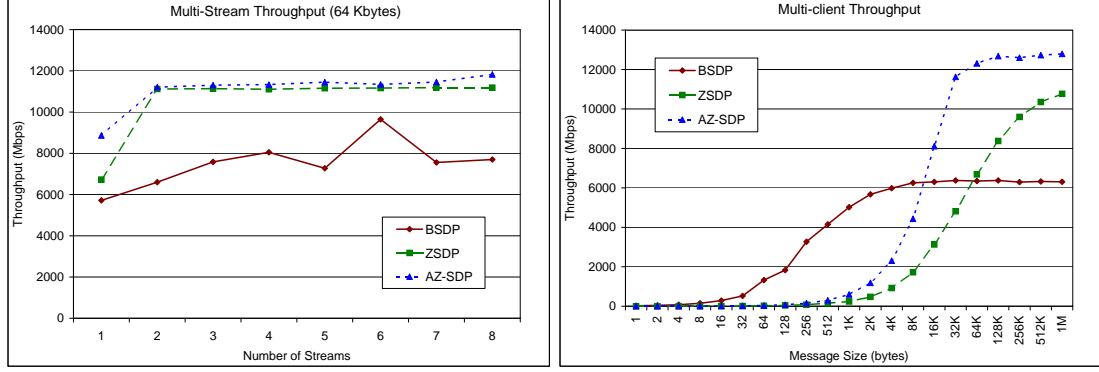 Multi-Stream Throughput (64 Kbytes)
14000
12000
10000
8000
6000
4000
2000
0
Throughput (Mbps)
BSDP
ZSDP
AZ-SDP
1 2 3 4 5 6 7 8
Number of Streams
Multi-client Throughput
14000
12000
10000
8000
6000
4000
2000
0
Throughput (Mbps)
BSDP
ZSDP
AZ-SDP
1 2 4 8 16 32 64 128 256 512 1K 2K 4K 8K 16K 32K 64K 128K 256K 512K 1M
Message Size (bytes)